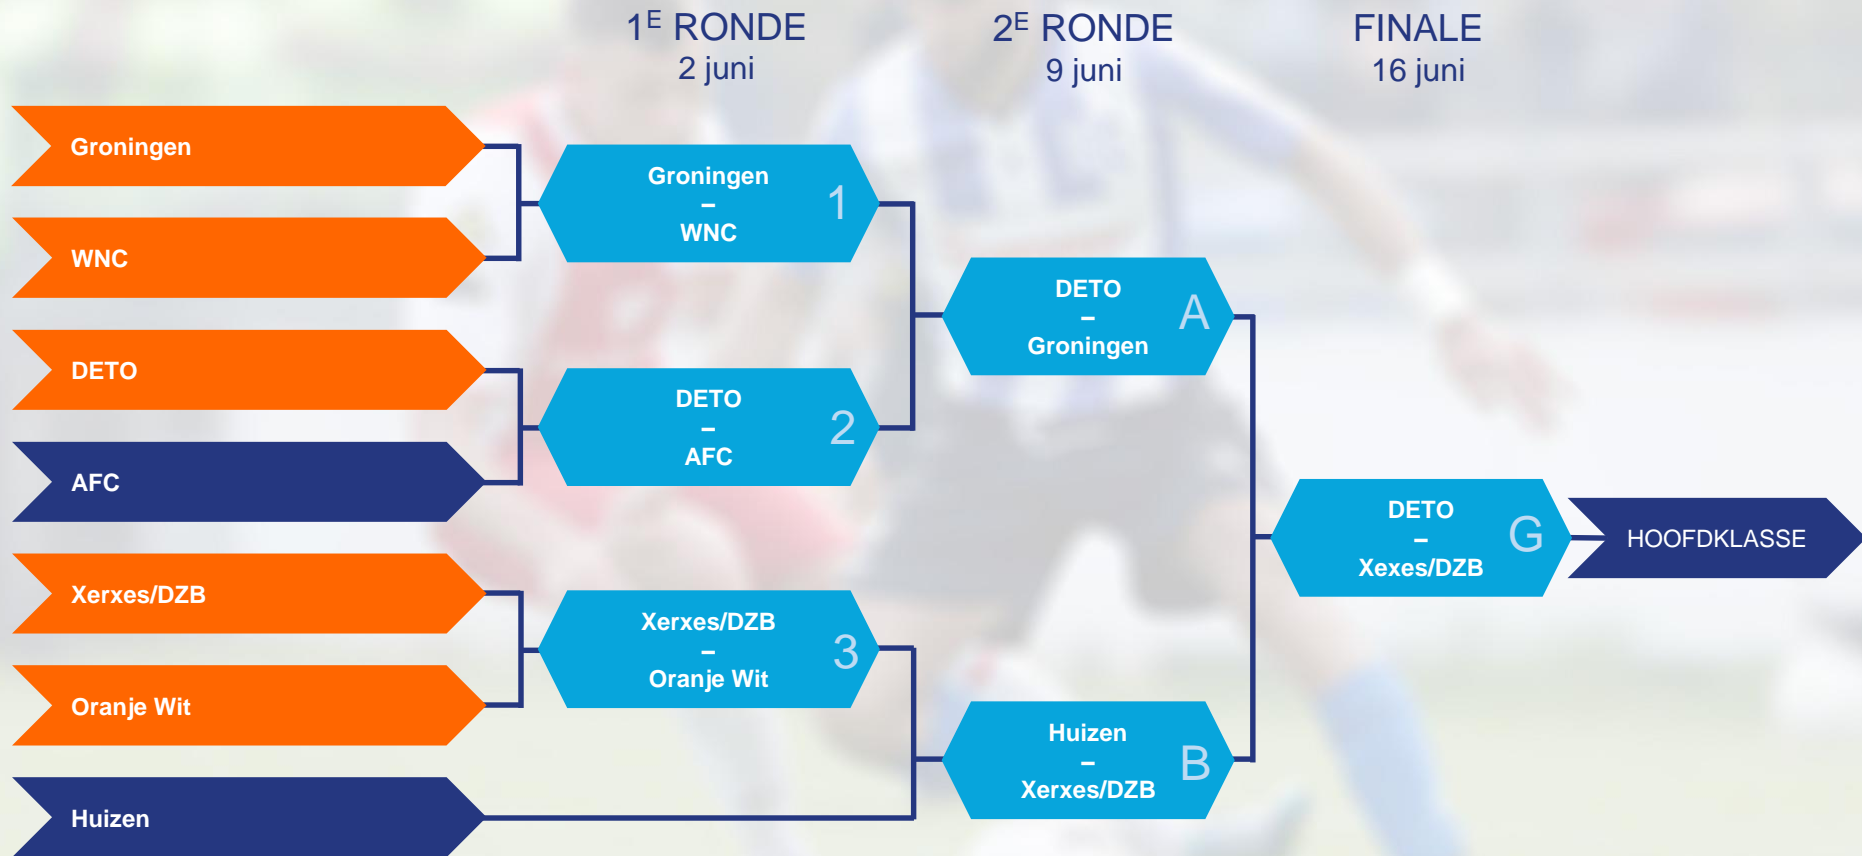 1E RONDE
2 juni
2E RONDE
9 juni
FINALE
16 juni
Groningen
WNC
DETO
AFC
Xerxes/DZB
Oranje Wit
Huizen
Groningen
–
WNC
1
DETO
–
AFC
2
Xerxes/DZB
–
Oranje Wit
3
DETO
–
Groningen
A
Huizen
–
Xerxes/DZB
B
DETO
–
Xexes/DZB
G
HOOFDKLASSE